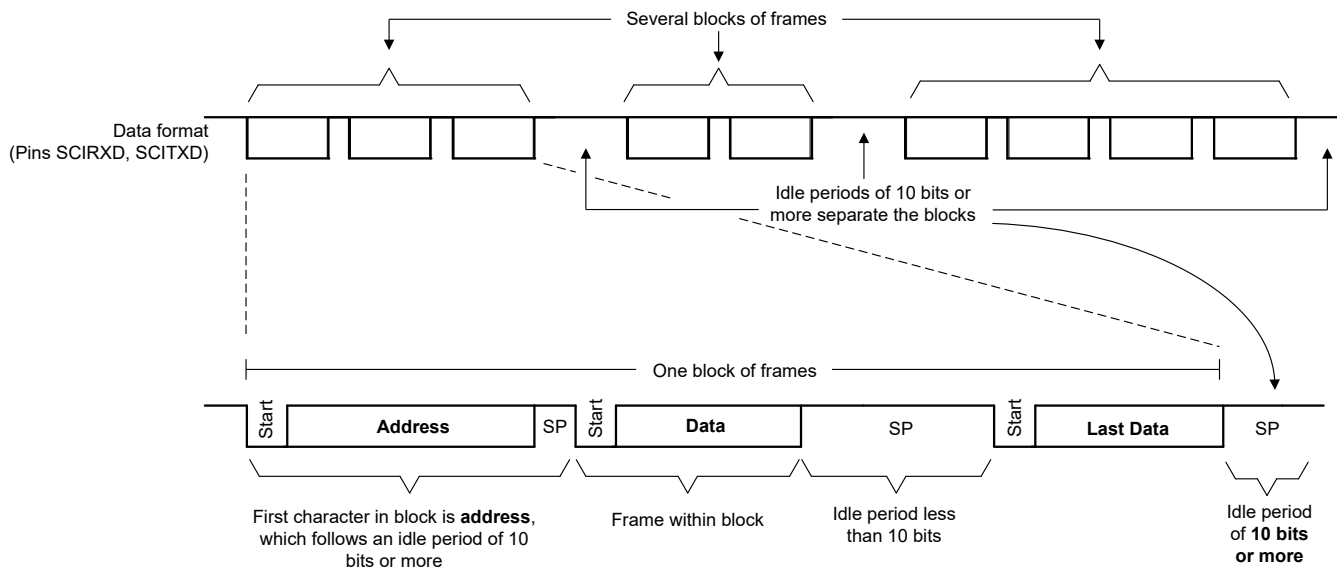 Several blocks of frames
Data format
(Pins SCIRXD, SCITXD)
Idle periods of 10 bits or
more separate the blocks
One block of frames
Start
Address
SP
Start
Data
SP
Start
Last Data
SP
First character in block is address,
which follows an idle period of 10
bits or more
Frame within block
Idle period less
than 10 bits
Idle period
of 10 bits
or more